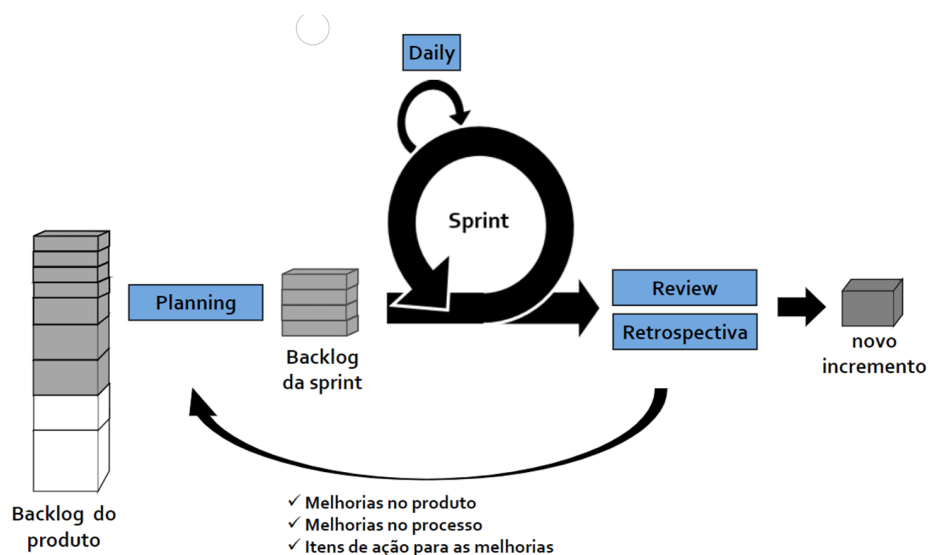 Daily
Sprint
Planning
Backlog
da sprint
Review
Retrospectiva
novo
incremento
Backlog do
produto
✓ Melhorias no produto
✓ Melhorias no processo
✓ Itens de ação para as melhorias